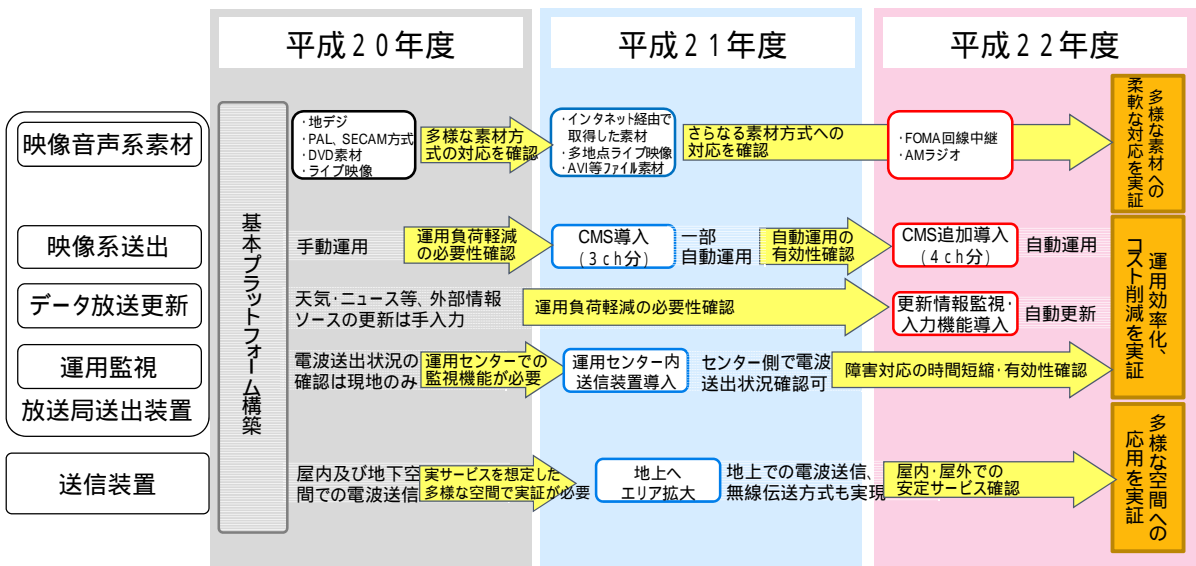 平成２０年度
平成２１年度
平成２２年度
映像音声系素材
映像系送出
データ放送更新
運用監視
放送局送出装置
送信装置
基本プラットフォーム構築
・地デジ
・PAL、SECAM方式
・DVD素材
・ライブ映像
多様な素材方
式の対応を確認
・インタネット経由で
取得した素材
・多地点ライブ映像
・AVI等ファイル素材
さらなる素材方式への
対応を確認
・FOMA回線中継
・AMラジオ
多様な素材への
柔軟な対応を実証
手動運用
運用負荷軽減
の必要性確認
CMS導入
(３ｃｈ分)
一部
自動運用
自動運用の
有効性確認
CMS追加導入
(４ｃｈ分)
自動運用
天気・ニュース等、外部情報
ソースの更新は手入力
運用負荷軽減の必要性確認
更新情報監視・
入力機能導入
自動更新
電波送出状況の
確認は現地のみ
運用センターでの
監視機能が必要
運用センター内
送信装置導入
センター側で電波
送出状況確認可
障害対応の時間短縮・有効性確認
運用効率化、
コスト削減を実証
屋内及び地下空
間での電波送信
実サービスを想定した
多様な空間で実証が必要
地上へ
エリア拡大
地上での電波送信、
無線伝送方式も実現
屋内・屋外での
安定サービス確認
多様な空間への
応用を実証